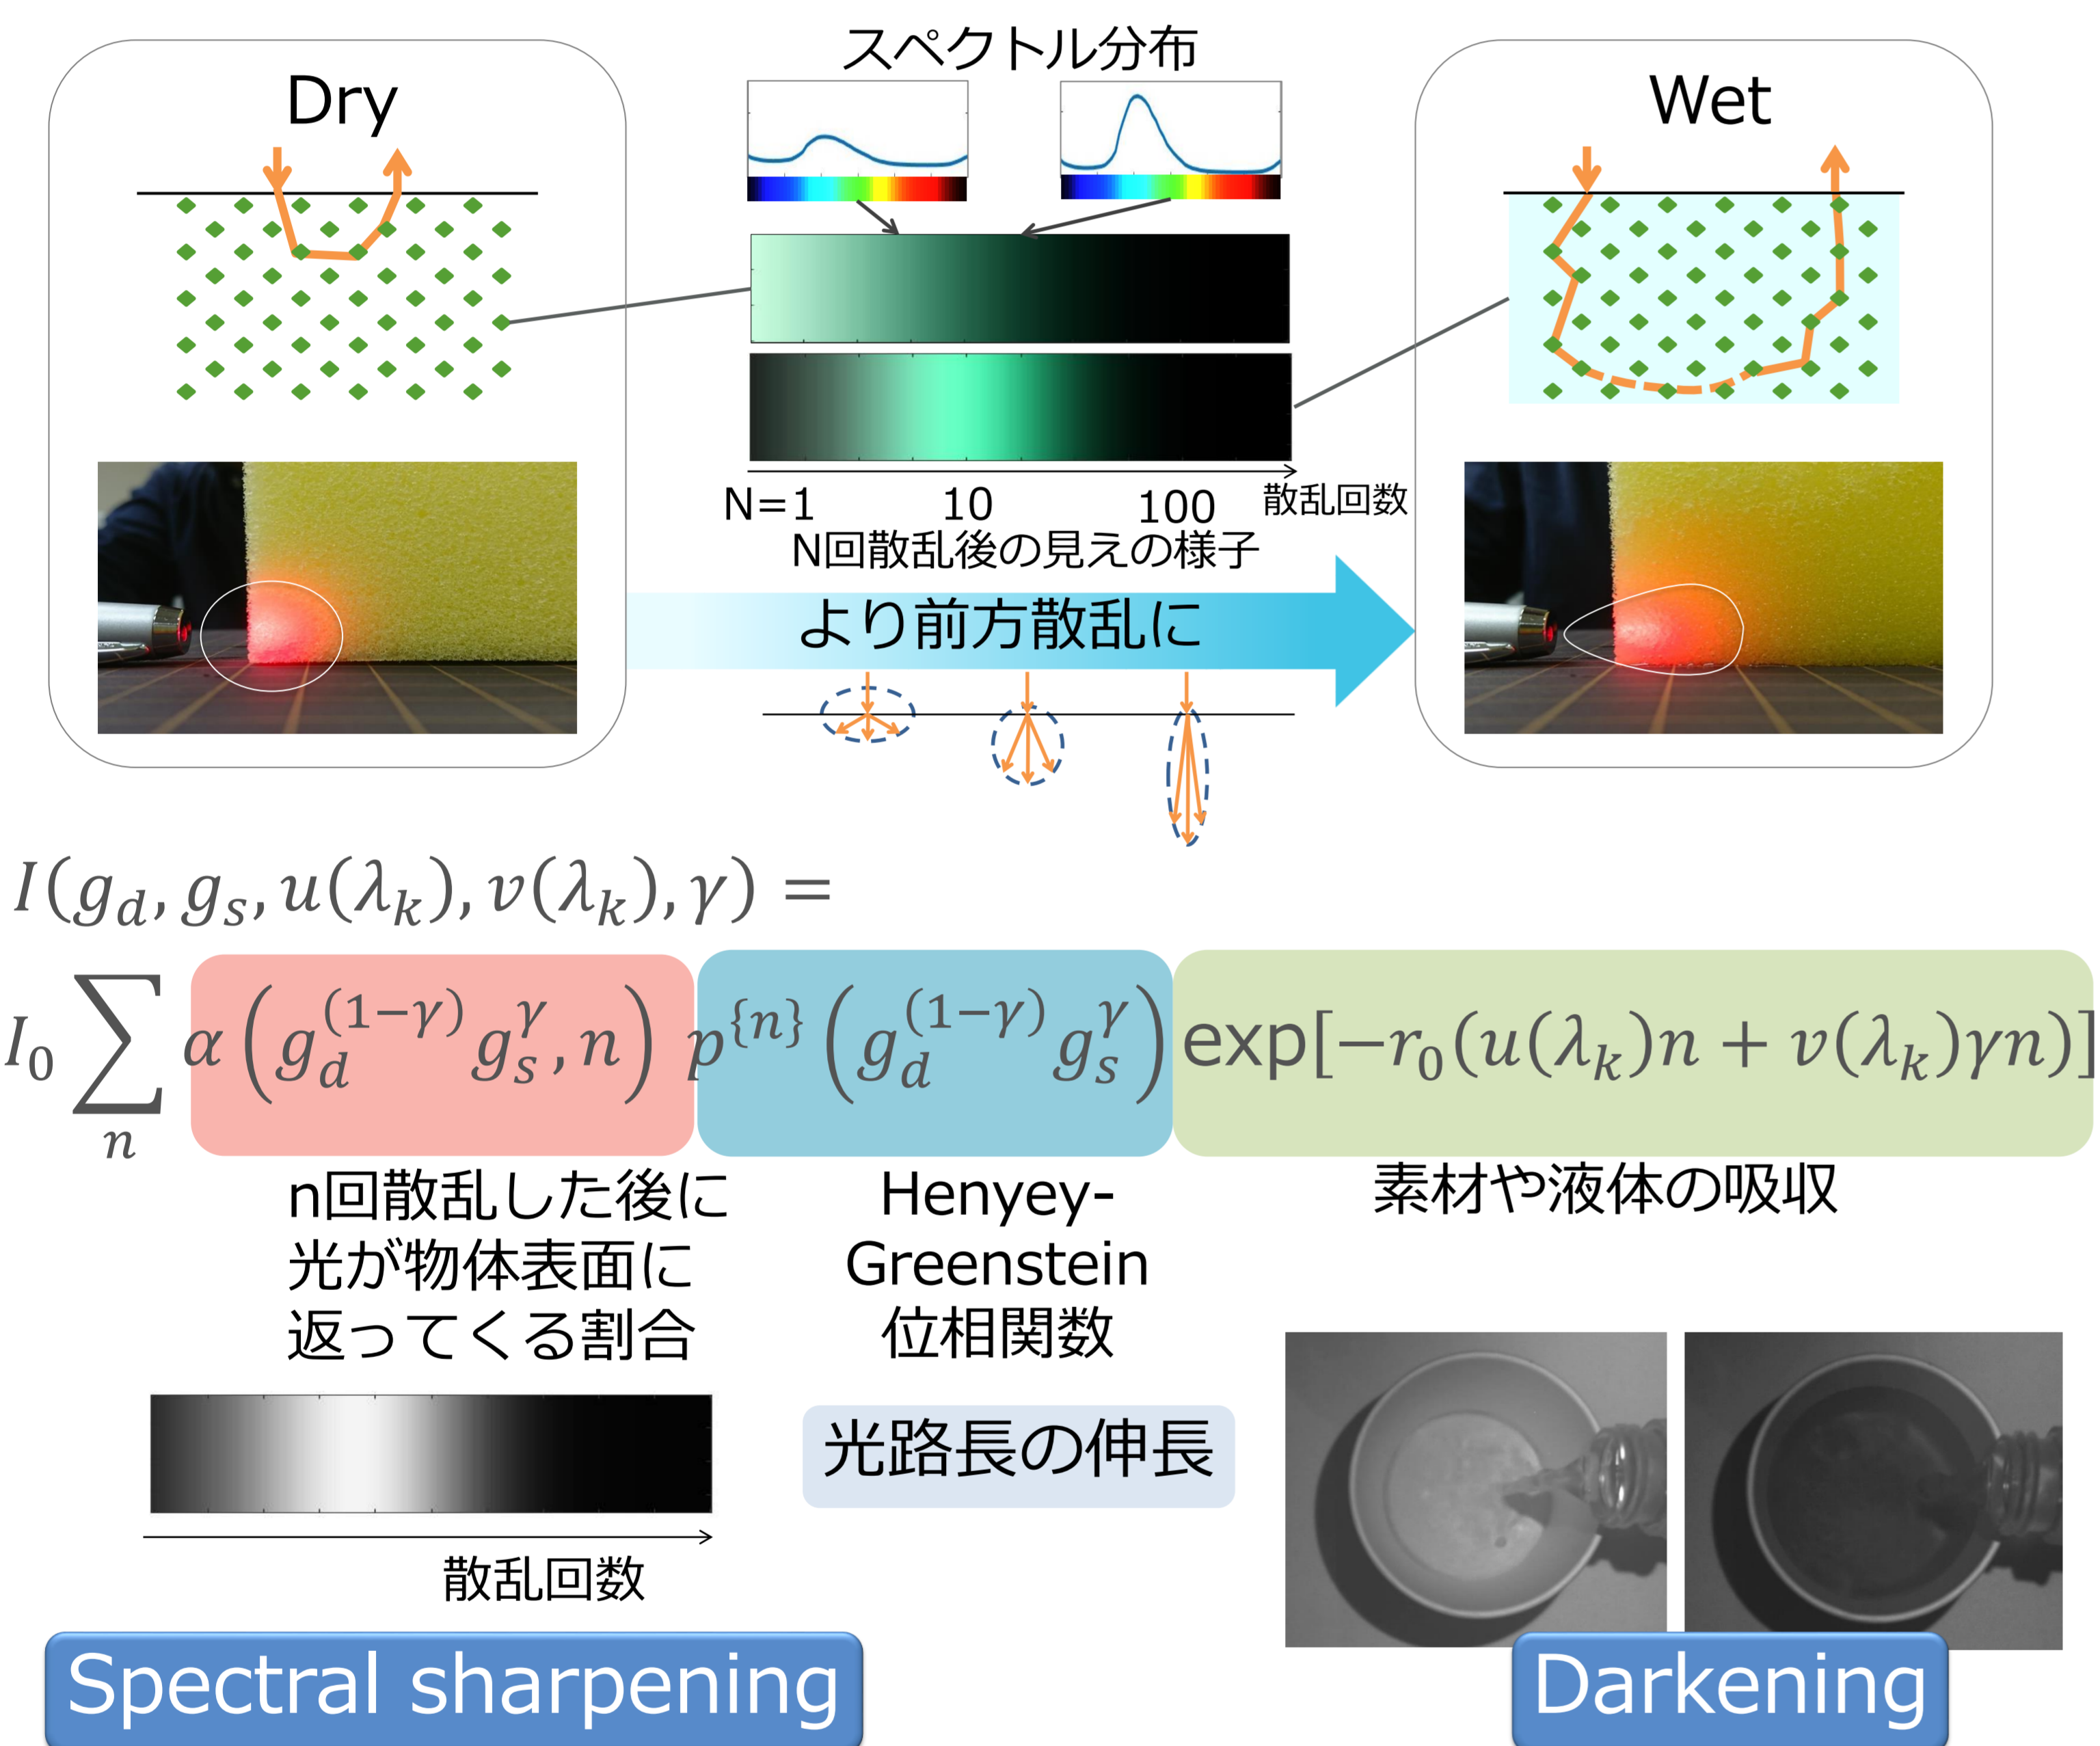 スペクトル分布
Dry
Wet
N=1
10
100
散乱回数
N回散乱後の見えの様子
より前方散乱に
I(g_d, g_s, u(λ_k), v(λ_k), γ) =
I_0 ∑_n α(g_d^{(1−γ)} g_s^γ, n) p^{\{n\}}(g_d^{(1−γ)} g_s^γ) exp[−r_0(u(λ_k)n + v(λ_k)γn)]
n回散乱した後に
光が物体表面に
返ってくる割合
Henyey-
Greenstein
位相関数
素材や液体の吸収
光路長の伸長
散乱回数
Spectral sharpening
Darkening